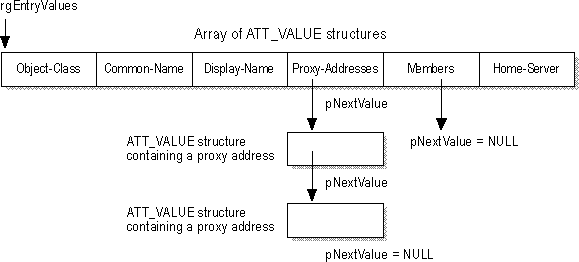 rgEntryValues
Array of ATT_VALUE structures
Object-Class Common-Name Display-Name Proxy-Addresses Members Home-Server
pNextValue
ATT_VALUE structure
containing a proxy address
pNextValue = NULL
pNextValue
ATT_VALUE structure
containing a proxy address
pNextValue = NULL